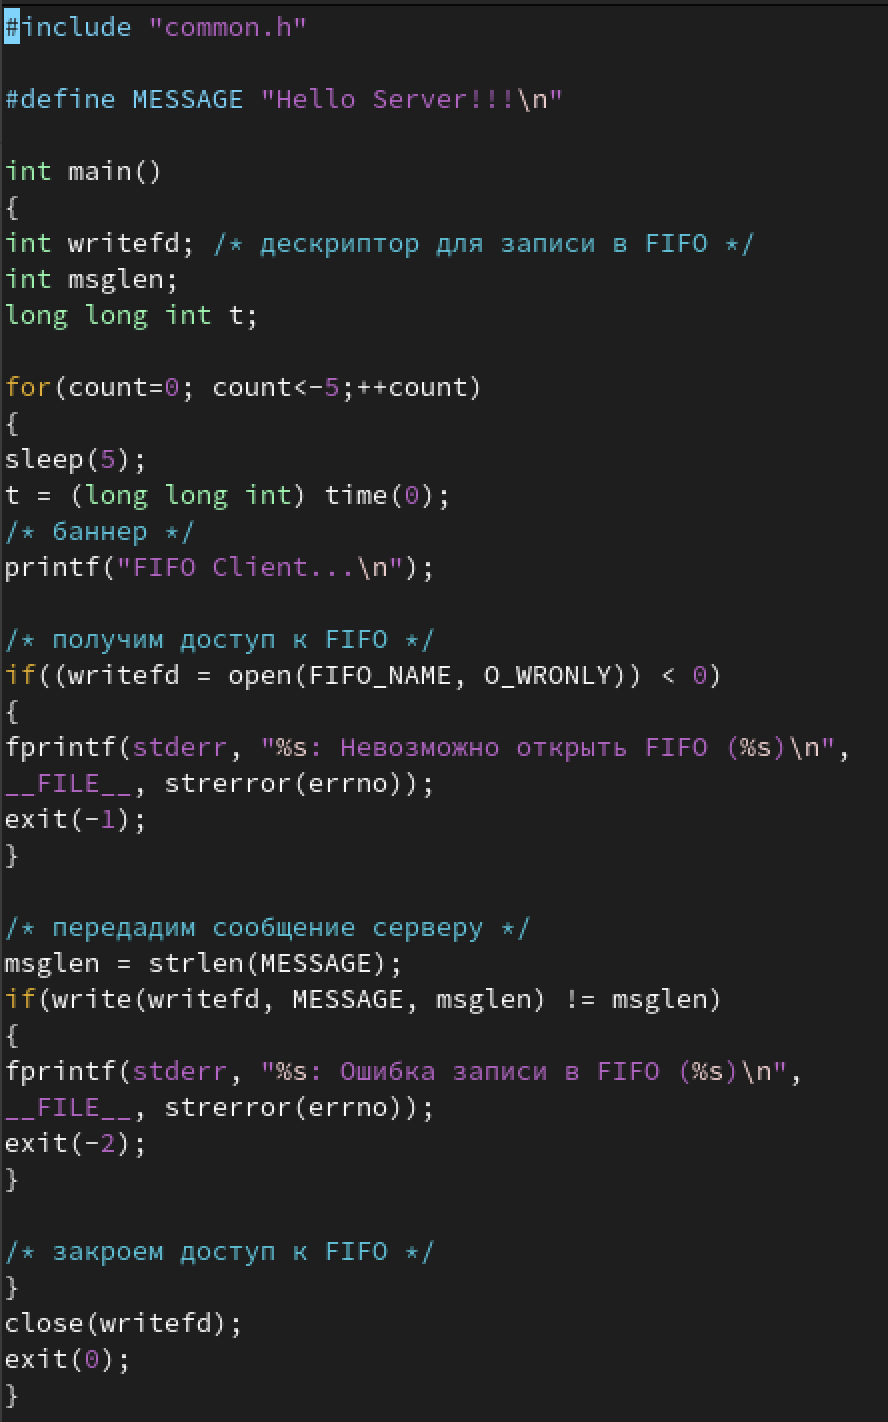 #include "common.h"
#define MESSAGE "Hello Server!!!\n"
int main()
{
int writefd; /* дескриптор для записи в FIFO */
int msglen;
long long int t;
for(count=0; count<-5;++count)
{
sleep(5);
t = (long long int) time(0);
/* баннер */
printf("FIFO Client...\n");
/* получим доступ к FIFO */
if((writefd = open(FIFO_NAME, O_WRONLY)) < 0)
{
fprintf(stderr, "%s: Невозможно открыть FIFO (%s)\n",
__FILE__, strerror(errno));
exit(-1);
}
/* передадим сообщение серверу */
msglen = strlen(MESSAGE);
if(write(writefd, MESSAGE, msglen) != msglen)
{
fprintf(stderr, "%s: Ошибка записи в FIFO (%s)\n",
__FILE__, strerror(errno));
exit(-2);
}
/* закроем доступ к FIFO */
}
close(writefd);
exit(0);
}